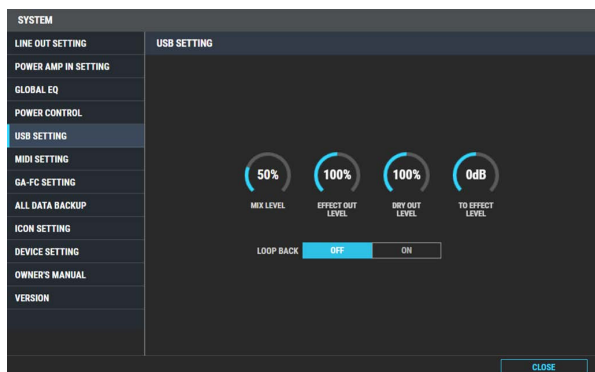 SYSTEM
LINE OUT SETTING
POWER AMP IN SETTING
GLOBAL EQ
POWER CONTROL
USB SETTING
MIDI SETTING
GA-FC SETTING
ALL DATA BACKUP
ICON SETTING
DEVICE SETTING
OWNER'S MANUAL
VERSION
USB SETTING
50% 100% 100% 0dB
MIX LEVEL EFFECT OUT DRY OUT TO EFFECT
LEVEL LEVEL LEVEL
LOOP BACK OFF ON
CLOSE